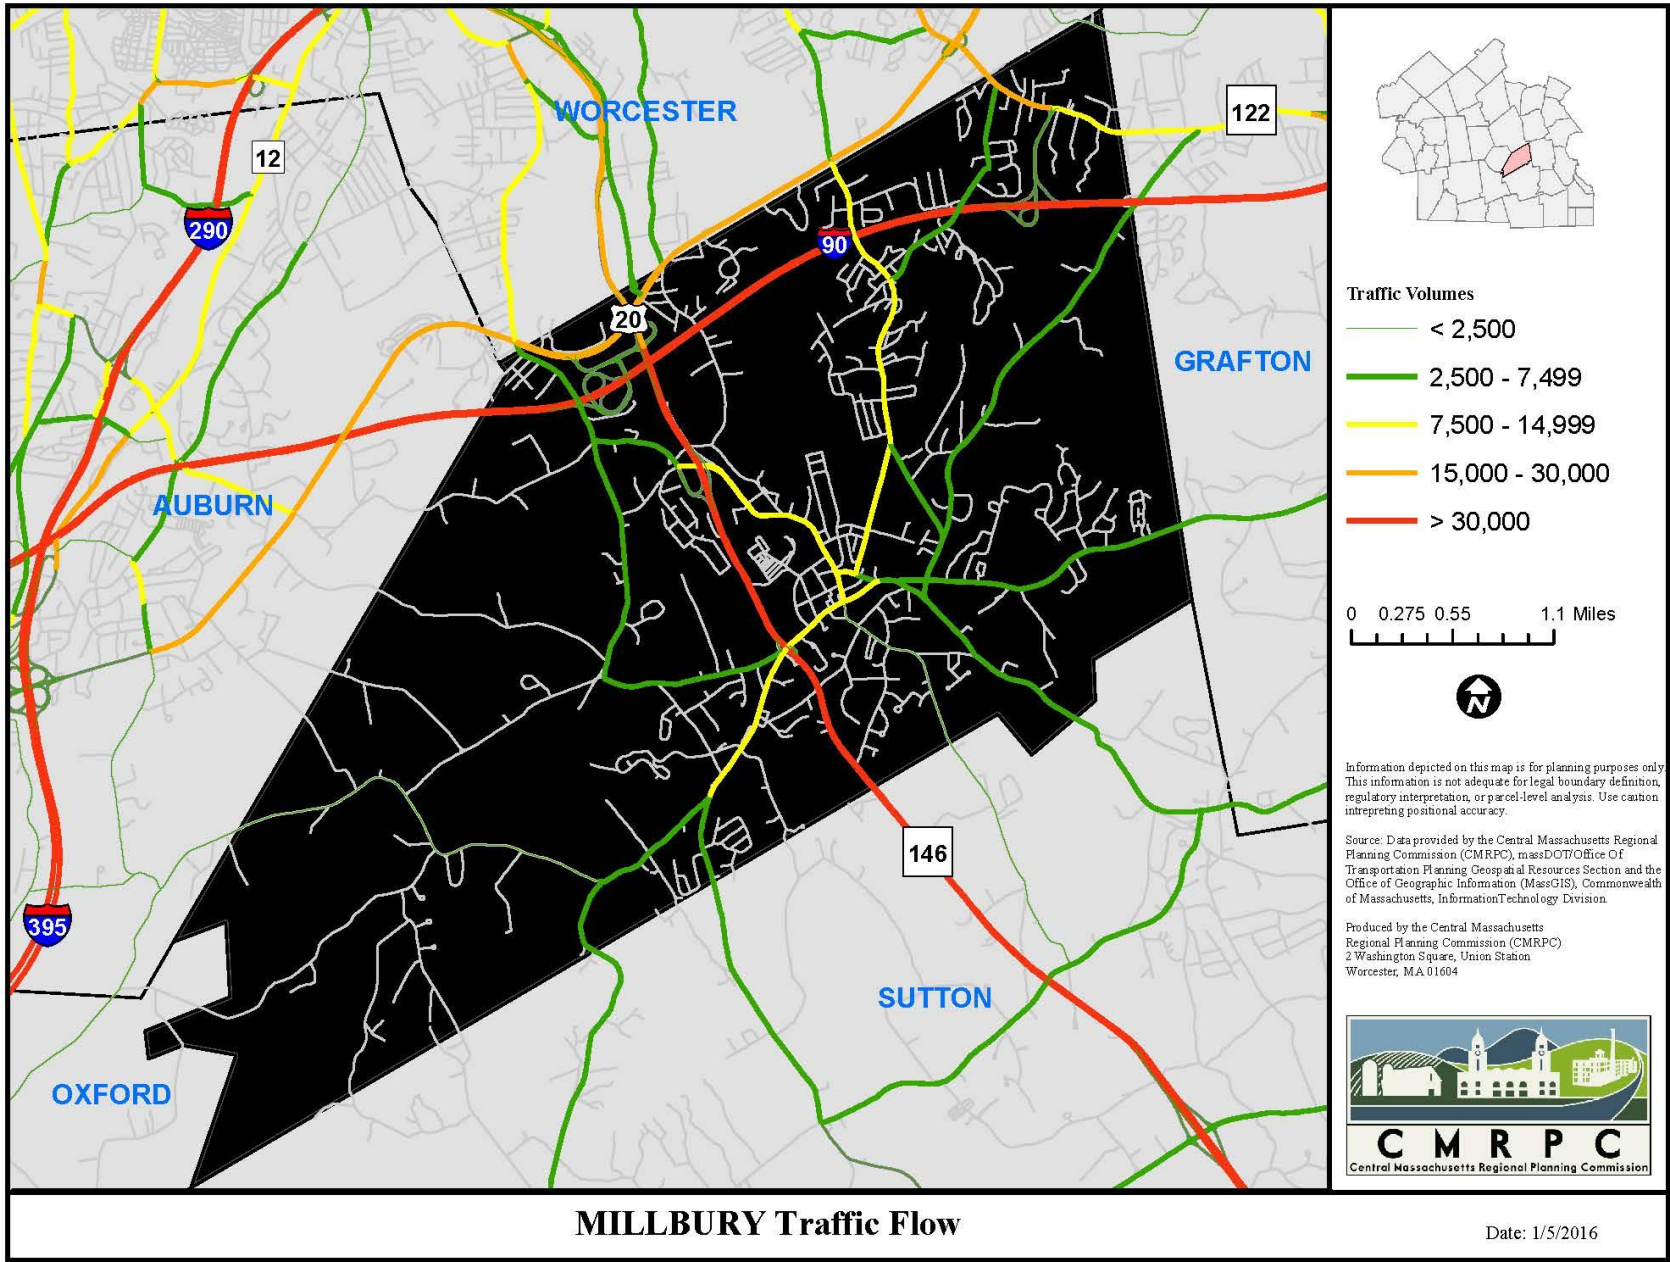 WORCESTER
122
12
290
90
20
GRAFTON
AUBURN
146
395
SUTTON
OXFORD
Traffic Volumes
< 2,500
2,500 - 7,499
7,500 - 14,999
15,000 - 30,000
> 30,000
0 0.275 0.55 1.1 Miles
N
Information depicted on this map is for planning purposes only.
This information is not adequate for legal boundary definition,
regulatory interpretation, or parcel-level analysis. Use caution
intrepreting positional accuracy.
Source: Data provided by the Central Massachusetts Regional
Planning Commission (CMRPC), massDOT/Office Of
Transportation Planning Geospatial Resources Section and the
Office of Geographic Information (MassGIS), Commonwealth
of Massachusetts, InformationTechnology Division.
Produced by the Central Massachusetts
Regional Planning Commission (CMRPC)
2 Washington Square, Union Station
Worcester, MA 01604
C M R P C
Central Massachusetts Regional Planning Commission
MILLBURY Traffic Flow
Date: 1/5/2016